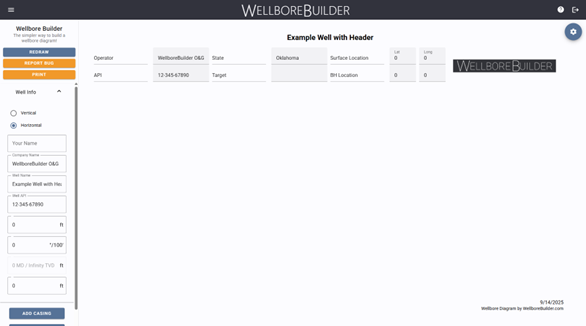 WELLBOREBUILDER
Wellbore Builder
The simpler way to build a
wellbore diagram!
REDRAW
REPORT BUG
PRINT
Well Info
Vertical
Horizontal
Your Name
Company Name
WellboreBuilder O&G
Well Name
Example Well with Hea
Well API
12-345-67890
0 ft
0 °/100'
0 MD / Infinity TVD ft
0 ft
ADD CASING
Example Well with Header
Operator WellboreBuilder O&G State Oklahoma Surface Location Lat 0 Long 0
API 12-345-67890 Target BH Location 0 0
WELLBOREBUILDER
9/14/2025
Wellbore Diagram by WellboreBuilder.com